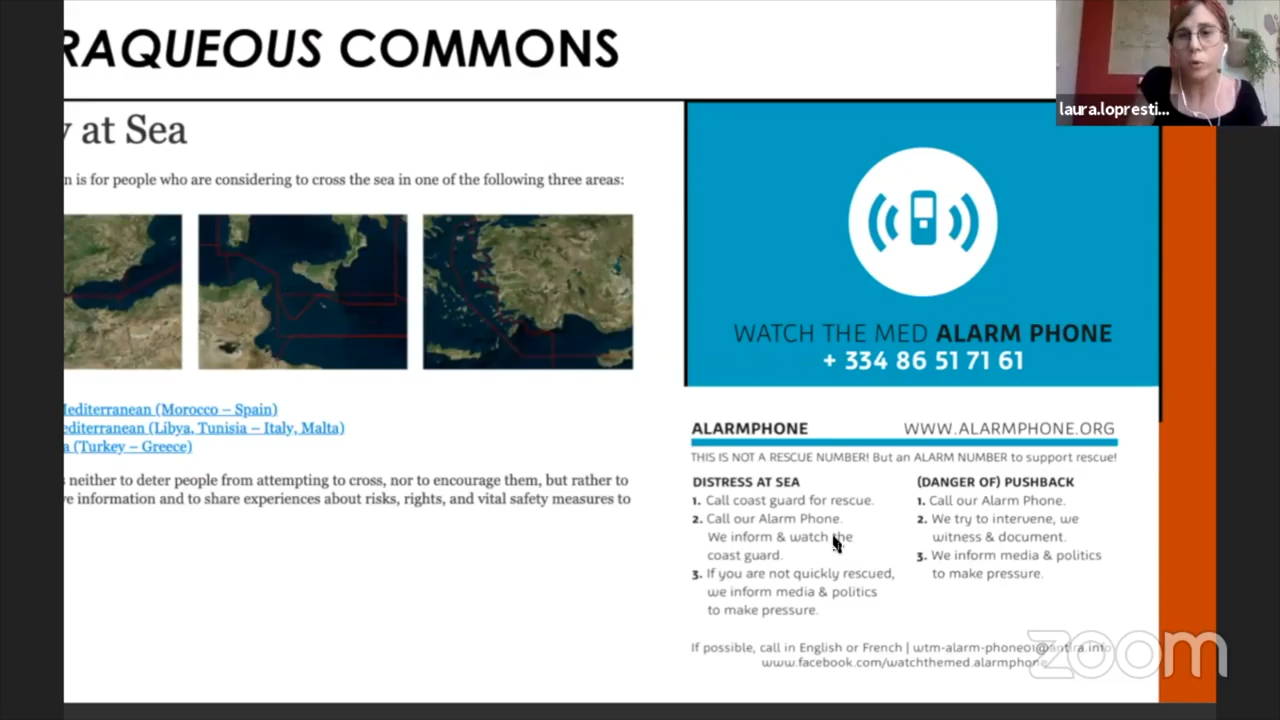 RAQUEOUS COMMONS
laura.lopresti...
y at Sea
n is for people who are considering to cross the sea in one of the following three areas:
WATCH THE MED ALARM PHONE
+ 334 86 51 71 61
Mediterranean (Morocco – Spain)
editerranean (Libya, Tunisia – Italy, Malta)
a (Turkey – Greece)
s neither to deter people from attempting to cross, nor to encourage them, but rather to
ve information and to share experiences about risks, rights, and vital safety measures to
ALARMPHONE WWW.ALARMPHONE.ORG
THIS IS NOT A RESCUE NUMBER! But an ALARM NUMBER to support rescue!
DISTRESS AT SEA
1. Call coast guard for rescue.
2. Call our Alarm Phone.
We inform & watch the
coast guard.
3. If you are not quickly rescued,
we inform media & politics
to make pressure.
(DANGER OF) PUSHBACK
1. Call our Alarm Phone.
2. We try to intervene, we
witness & document.
3. We inform media & politics
to make pressure.
If possible, call in English or French | wtm-alarm-phone01@antira.info
www.facebook.com/watchthemed.alarmphone
zoom